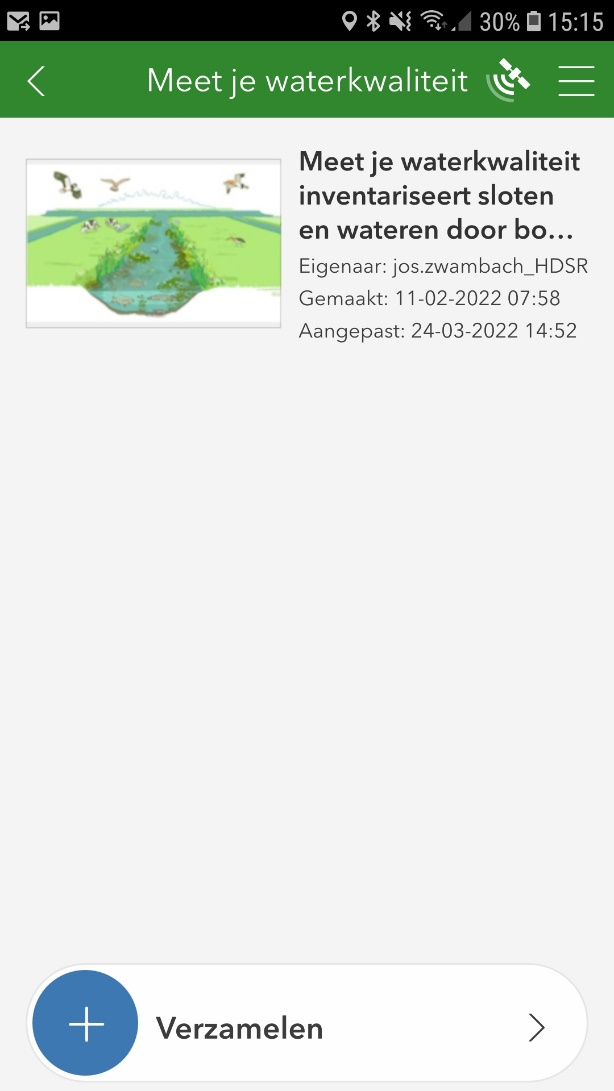 30% 15:15
Meet je waterkwaliteit
Meet je waterkwaliteit
inventariseert sloten
en wateren door bo...
Eigenaar: jos.zwambach_HDSR
Gemaakt: 11-02-2022 07:58
Aangepast: 24-03-2022 14:52
Verzamelen